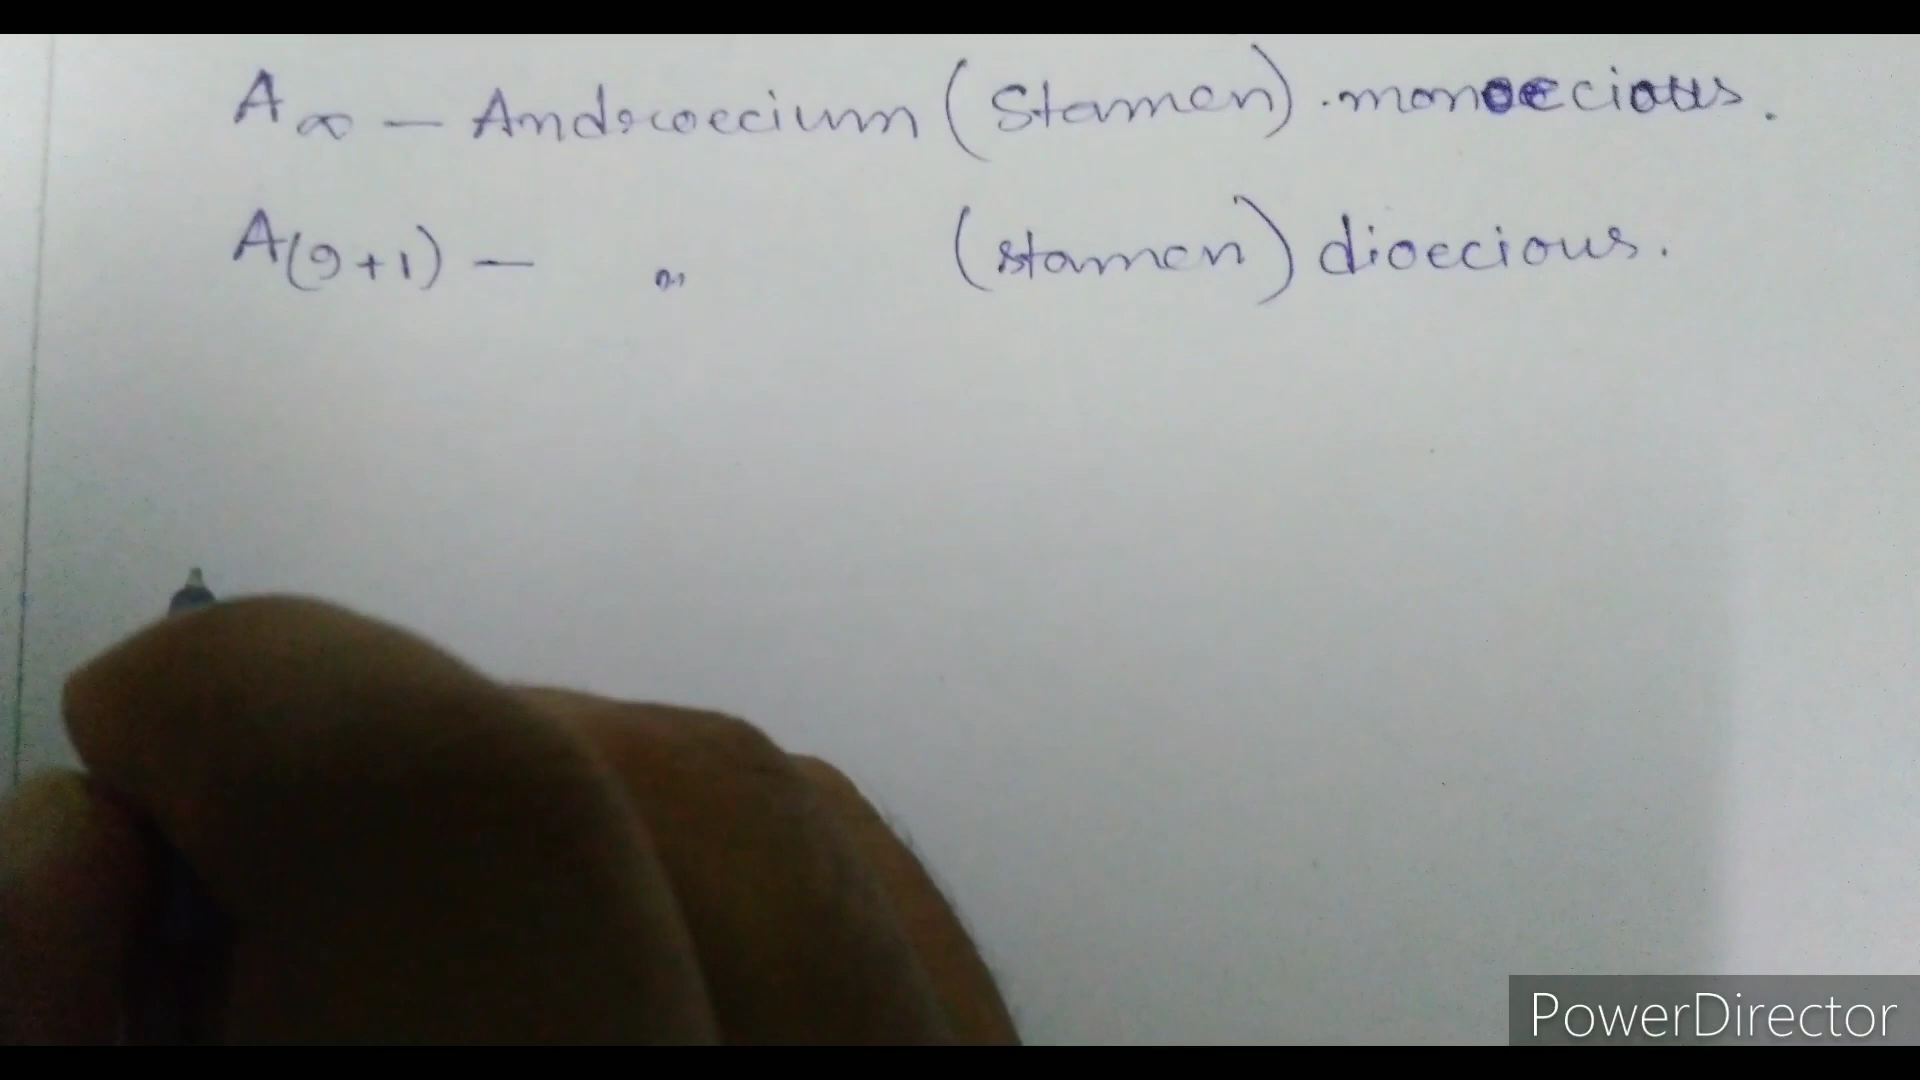 A∞ – Androecium (Stamen) . monoecious.
A(9+1) – " (stamen) dioecious.
PowerDirector